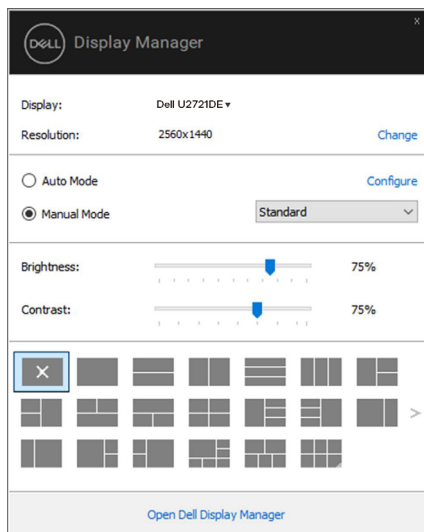 x
DELL Display Manager
Display: Dell U2721DE
Resolution: 2560x1440 Change
Auto Mode Configure
Manual Mode Standard
Brightness: 75%
Contrast: 75%
Open Dell Display Manager